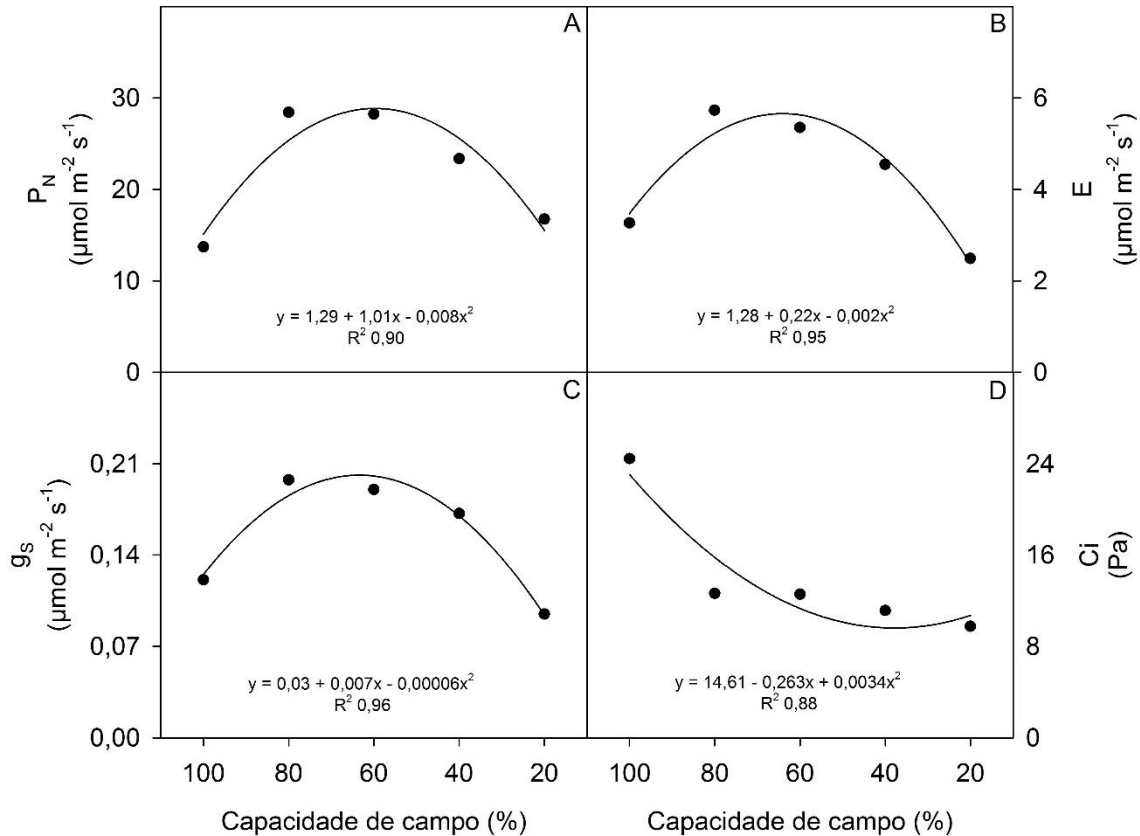 A
B
30
20
10
0
P_N
(µmol m⁻² s⁻¹)
y = 1,29 + 1,01x - 0,008x²
R² 0,90
y = 1,28 + 0,22x - 0,002x²
R² 0,95
6
4
2
0
E
(µmol m⁻² s⁻¹)
C
D
0,21
0,14
0,07
0,00
g_S
(µmol m⁻² s⁻¹)
y = 0,03 + 0,007x - 0,00006x²
R² 0,96
y = 14,61 - 0,263x + 0,0034x²
R² 0,88
24
16
8
0
Ci
(Pa)
100 80 60 40 20
100 80 60 40 20
Capacidade de campo (%)
Capacidade de campo (%)